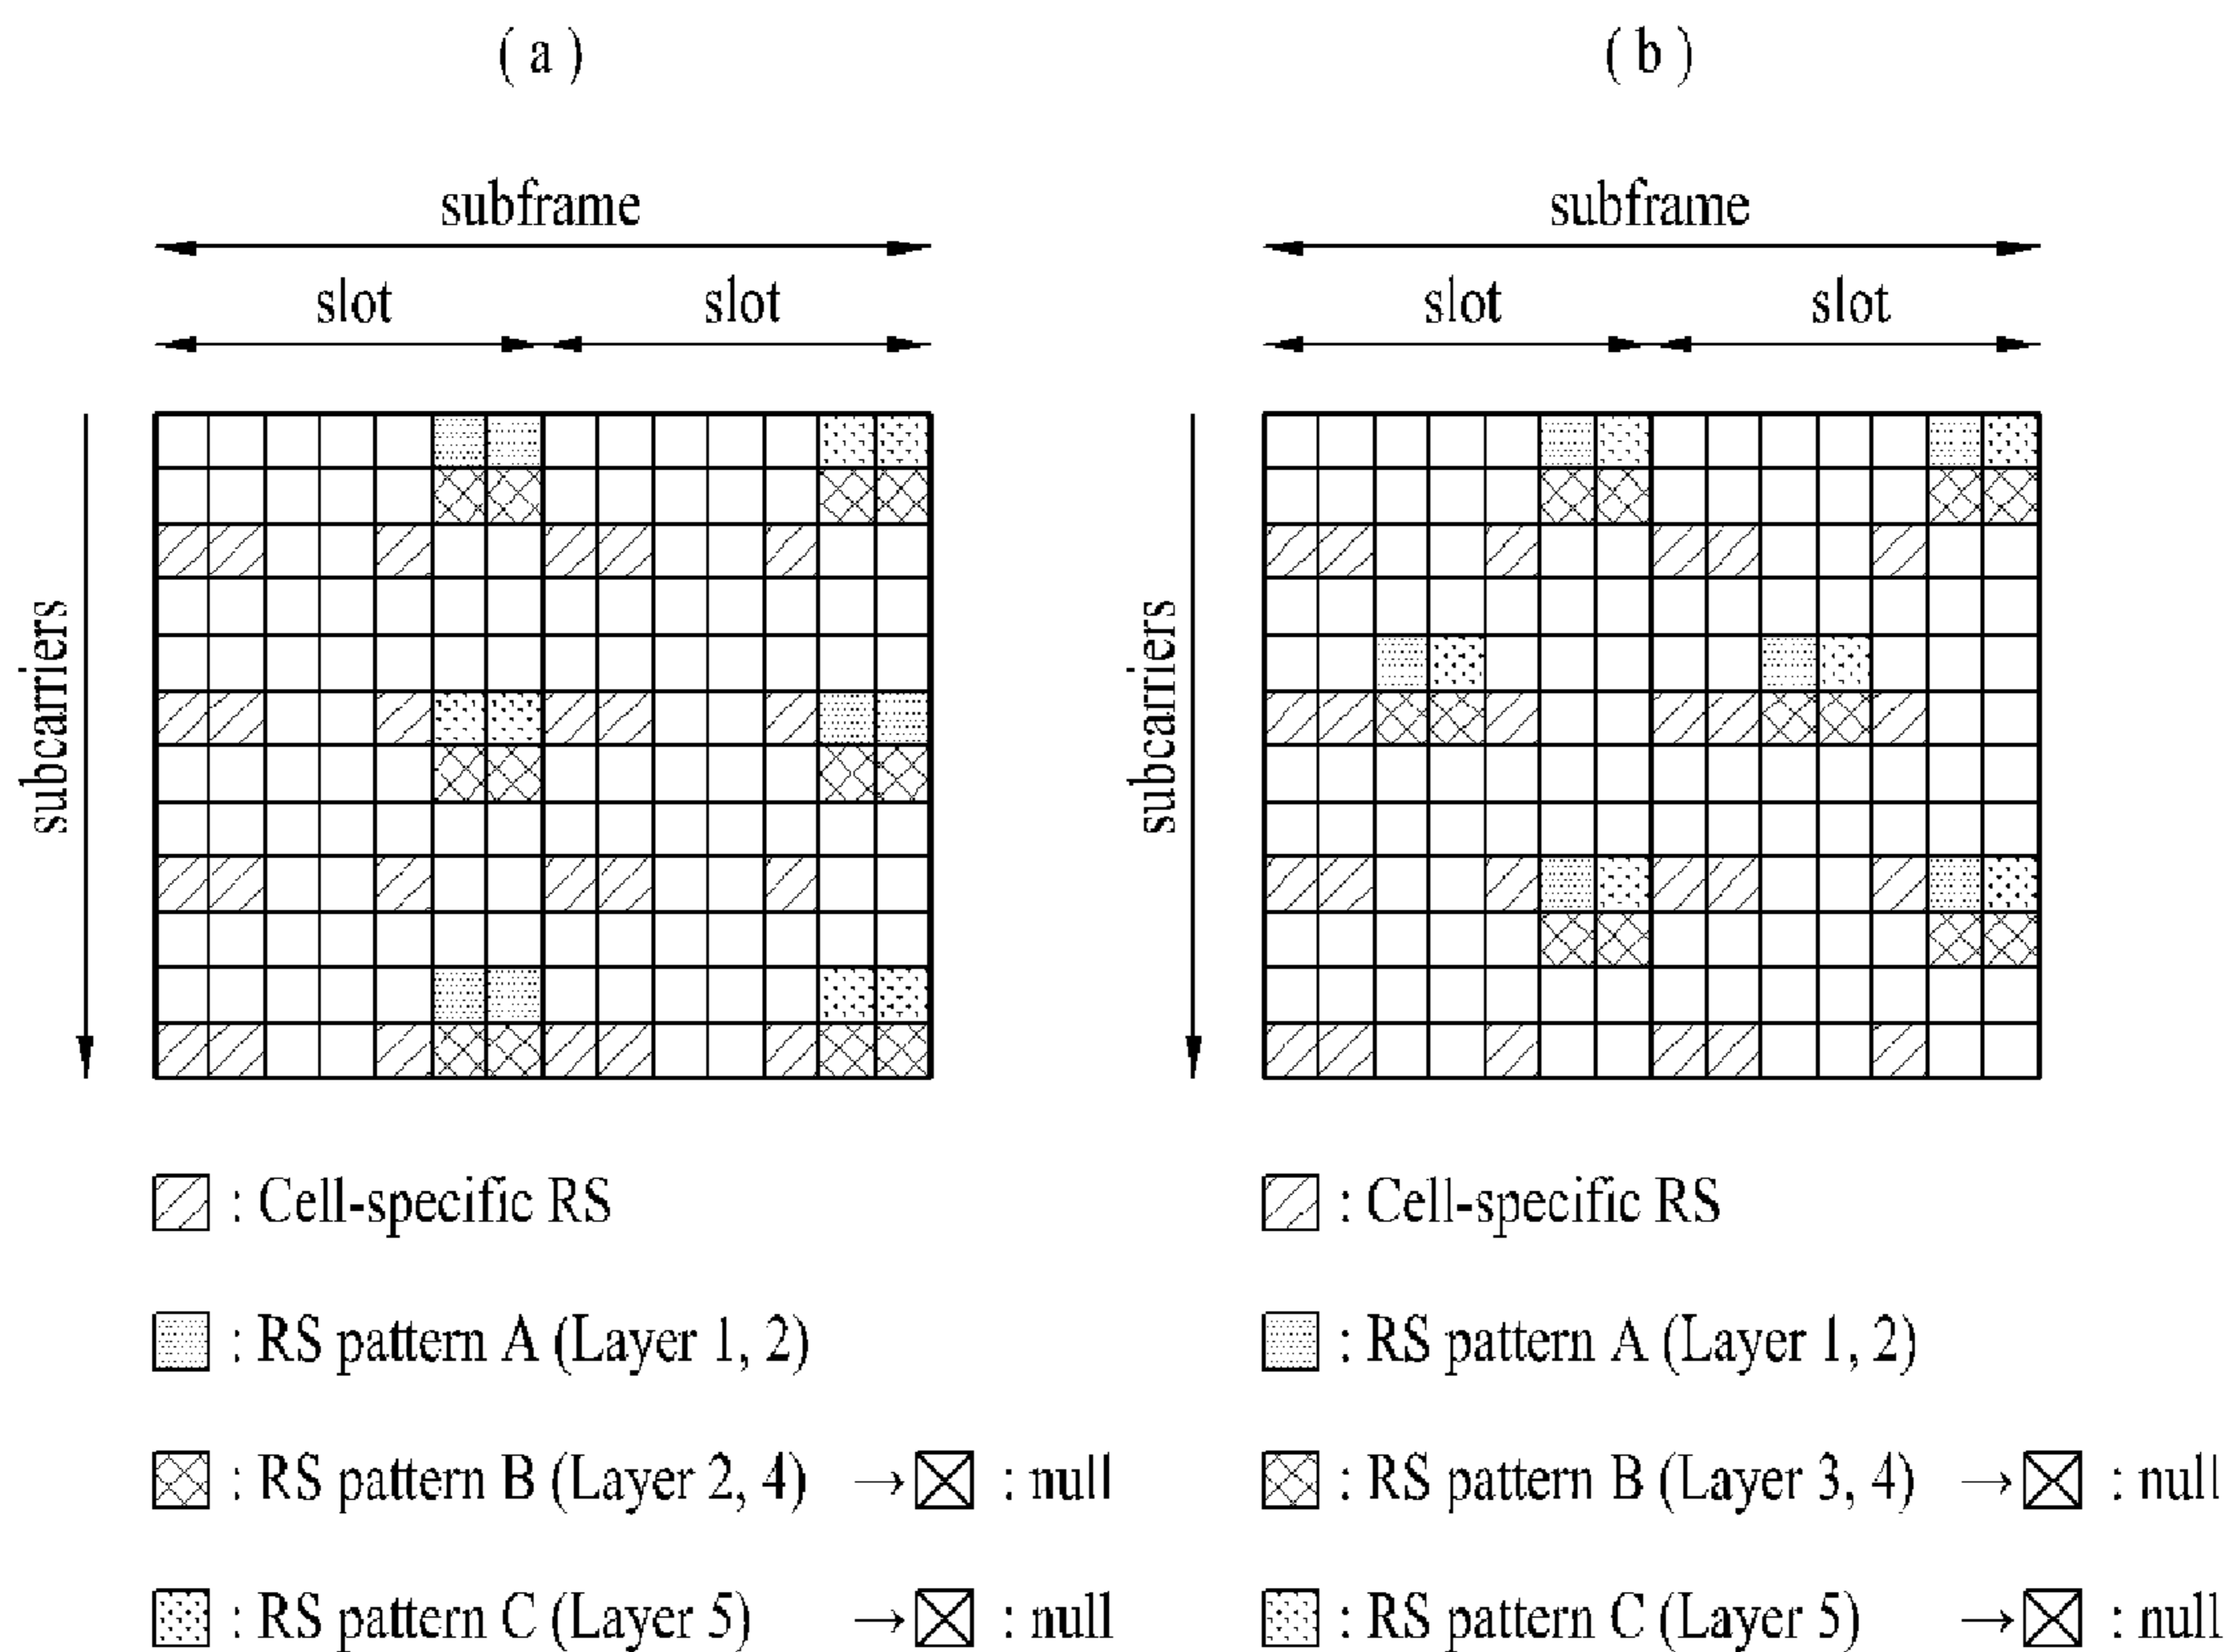 ( a )
subframe
slot slot
subcarriers
: Cell-specific RS
: RS pattern A (Layer 1, 2)
: RS pattern B (Layer 2, 4) → : null
: RS pattern C (Layer 5) → : null
( b )
subframe
slot slot
subcarriers
: Cell-specific RS
: RS pattern A (Layer 1, 2)
: RS pattern B (Layer 3, 4) → : null
: RS pattern C (Layer 5) → : null